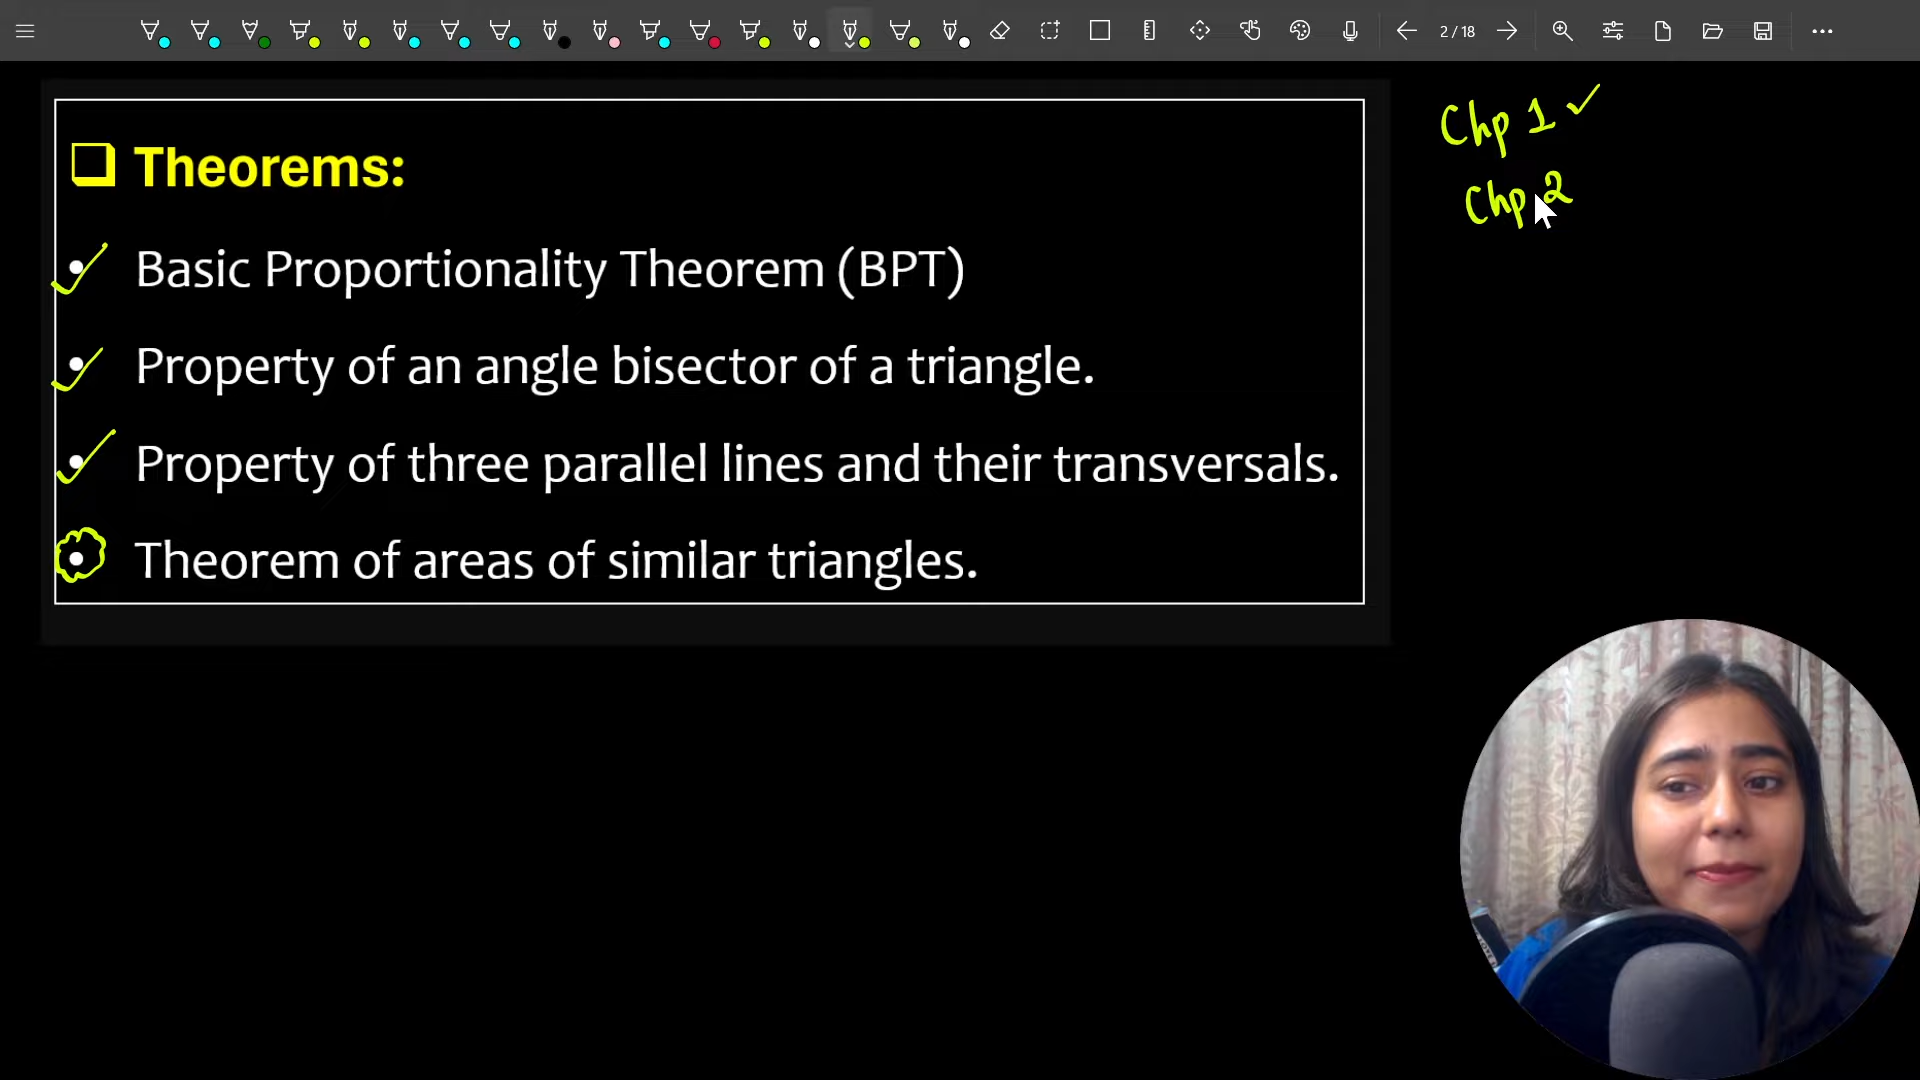 2 / 18
Theorems:
Basic Proportionality Theorem (BPT)
Property of an angle bisector of a triangle.
Property of three parallel lines and their transversals.
Theorem of areas of similar triangles.
Chp 1
Chp 2